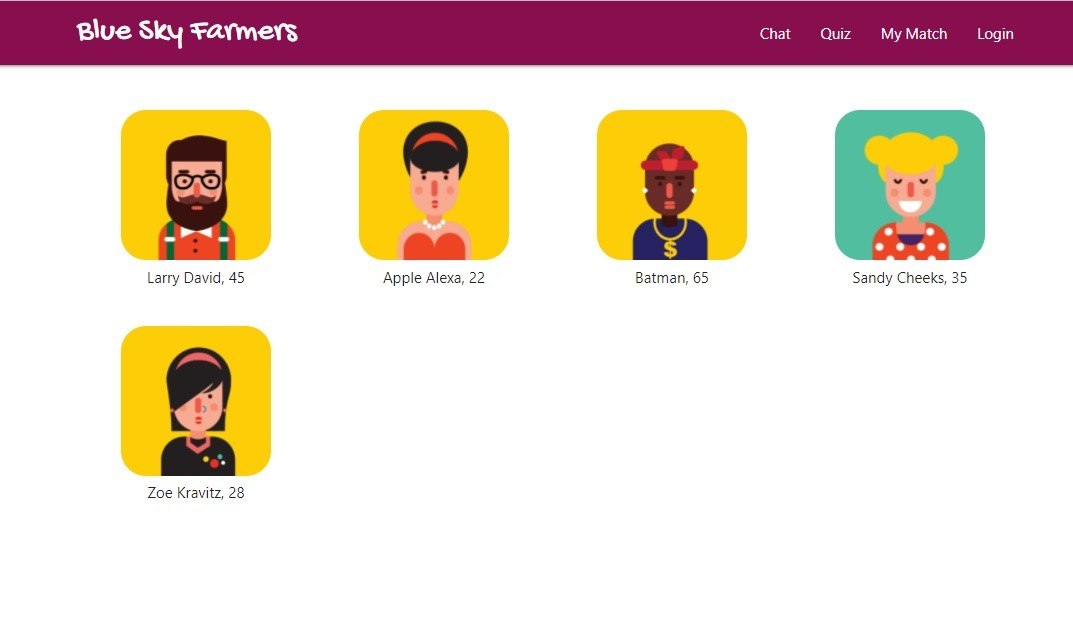 Blue Sky Farmers
Chat Quiz My Match Login
Larry David, 45
Apple Alexa, 22
Batman, 65
Sandy Cheeks, 35
$
Zoe Kravitz, 28